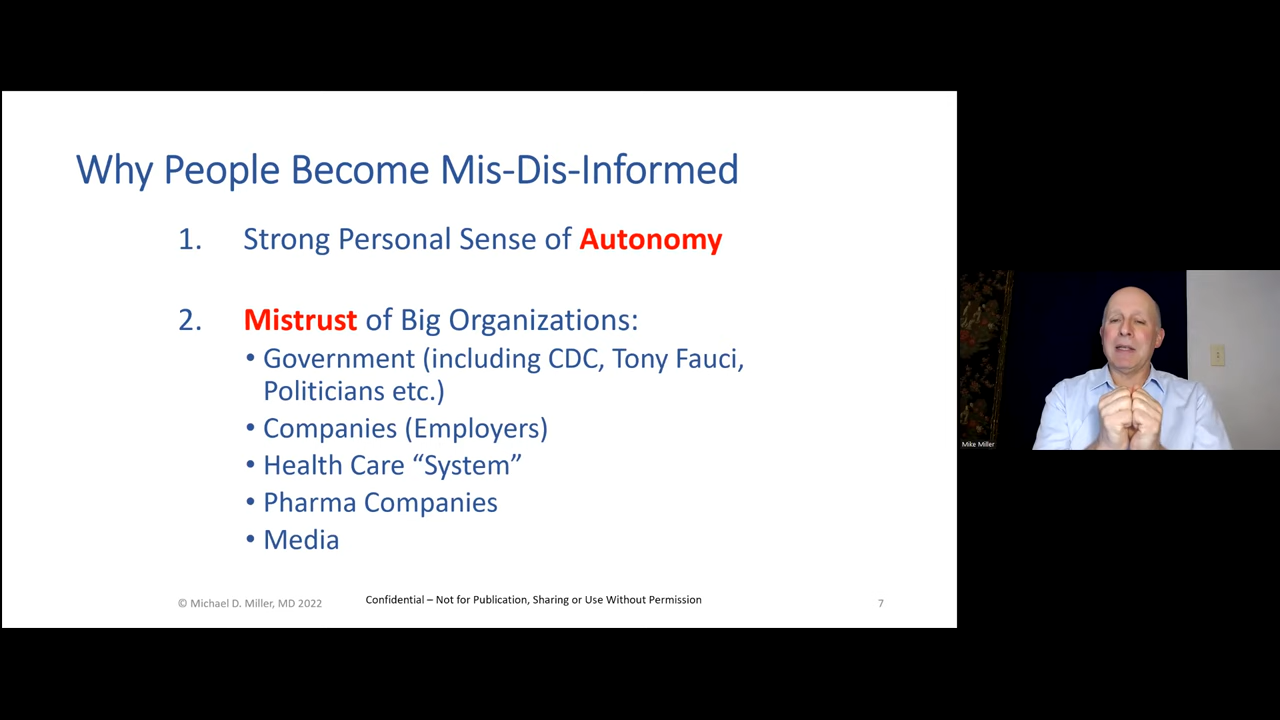 Why People Become Mis-Dis-Informed
1. Strong Personal Sense of Autonomy
2. Mistrust of Big Organizations:
• Government (including CDC, Tony Fauci,
Politicians etc.)
• Companies (Employers)
• Health Care “System”
• Pharma Companies
• Media
© Michael D. Miller, MD 2022
Confidential – Not for Publication, Sharing or Use Without Permission
7
Mike Miller